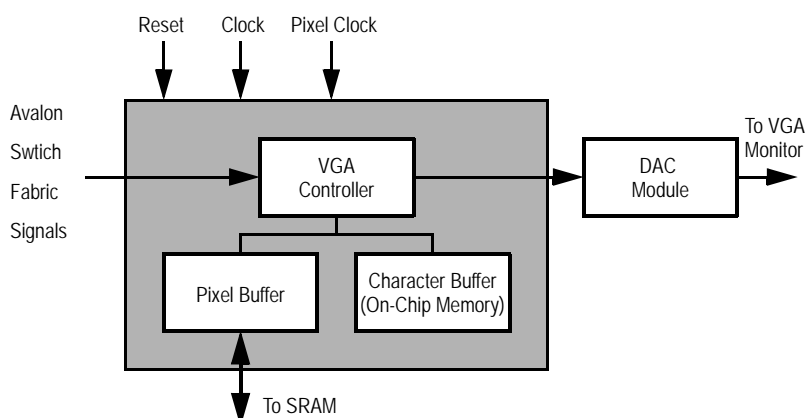 Reset Clock Pixel Clock
Avalon
Swtich
Fabric
Signals
VGA
Controller
DAC
Module
To VGA
Monitor
Pixel Buffer
Character Buffer
(On-Chip Memory)
To SRAM